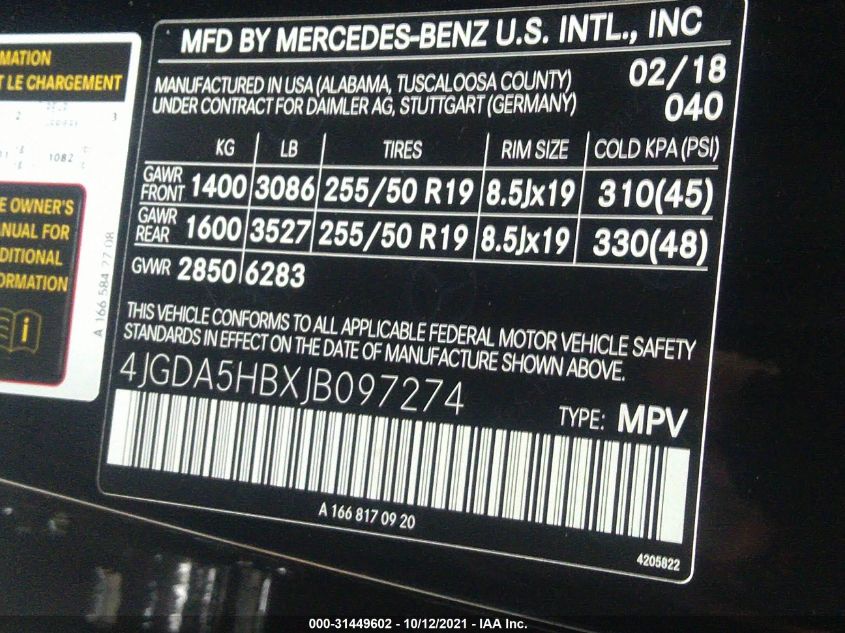 MFD BY MERCEDES-BENZ U.S. INTL., INC
MANUFACTURED IN USA (ALABAMA, TUSCALOOSA COUNTY)
UNDER CONTRACT FOR DAIMLER AG, STUTTGART (GERMANY)
02/18
040
KG LB TIRES RIM SIZE COLD KPA (PSI)
GAWR FRONT 1400 3086 255/50 R19 8.5Jx19 310(45)
GAWR REAR 1600 3527 255/50 R19 8.5Jx19 330(48)
GVWR 2850 6283
THIS VEHICLE CONFORMS TO ALL APPLICABLE FEDERAL MOTOR VEHICLE SAFETY
STANDARDS IN EFFECT ON THE DATE OF MANUFACTURE SHOWN ABOVE.
4JGDA5HBXJB097274
TYPE: MPV
A 166 817 09 20
4205822
MATION
T LE CHARGEMENT
2 3
1082
E OWNER'S
ANUAL FOR
DITIONAL
ORMATION
i
A 166 584 27 08
000-31449602 - 10/12/2021 - IAA Inc.